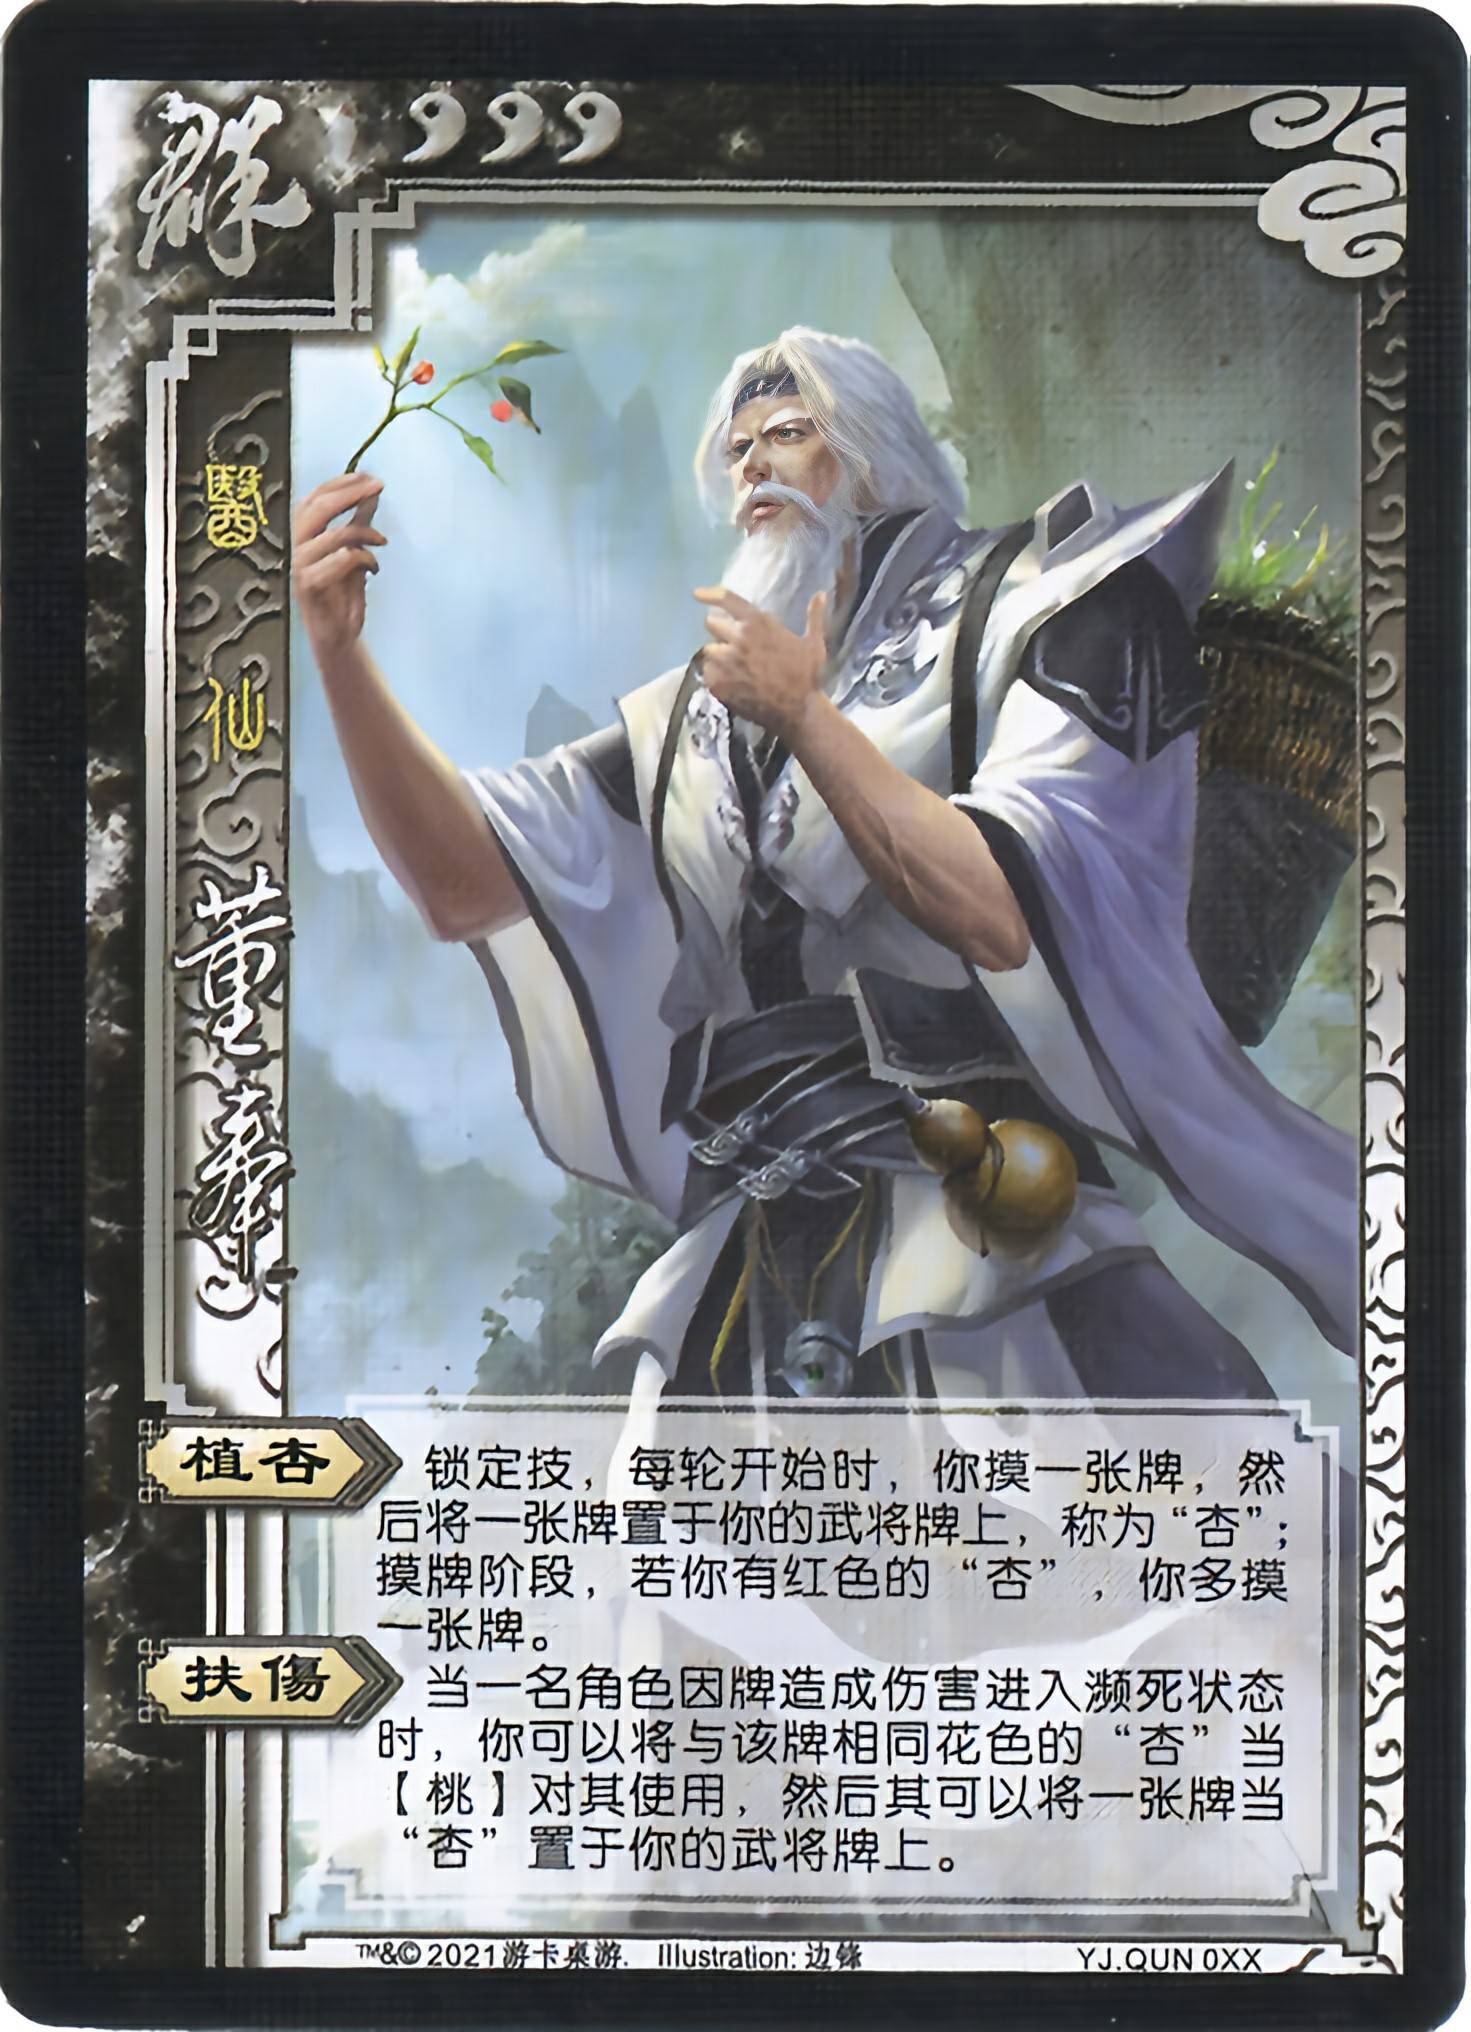 群
醫仙
董奉
植杏
锁定技，每轮开始时，你摸一张牌，然
后将一张牌置于你的武将牌上，称为“杏”；
摸牌阶段，若你有红色的“杏”，你多摸
一张牌。
扶傷
当一名角色因牌造成伤害进入濒死状态
时，你可以将与该牌相同花色的“杏”当
【桃】对其使用，然后其可以将一张牌当
“杏”置于你的武将牌上。
™&© 2021游卡桌游. Illustration: 边锋
YJ.QUN 0XX